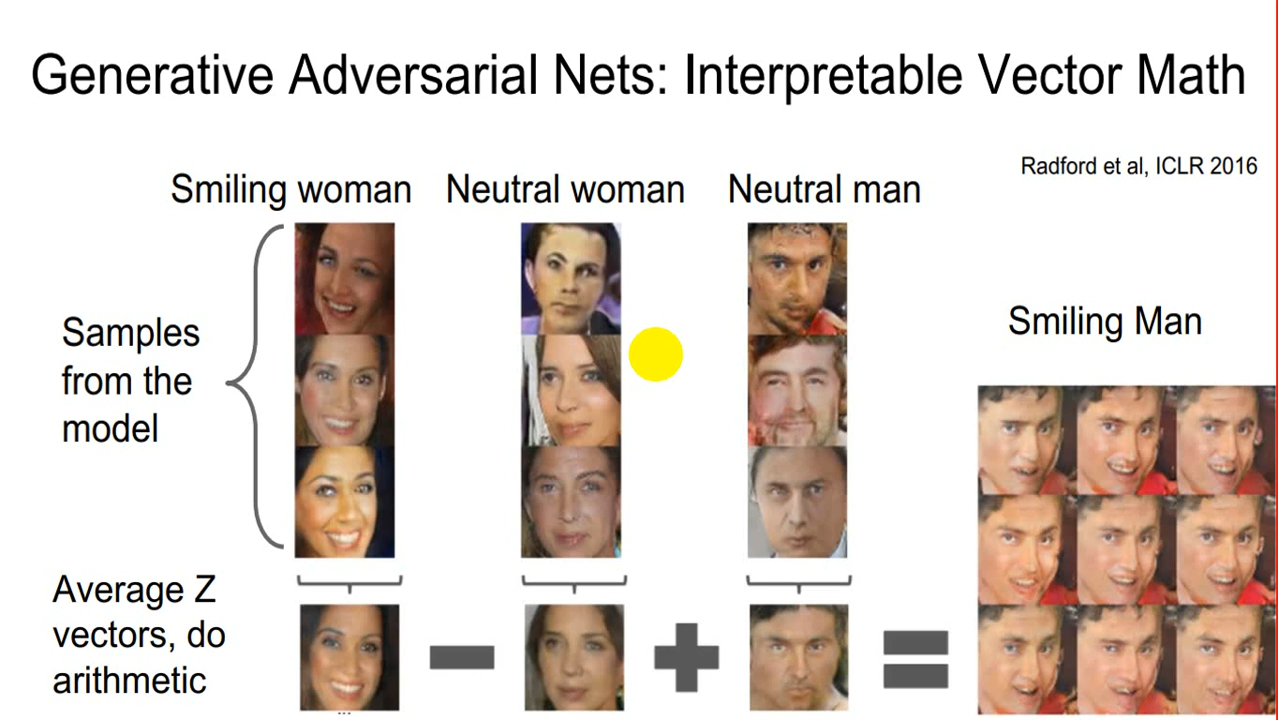 Generative Adversarial Nets: Interpretable Vector Math
Radford et al, ICLR 2016
Smiling woman
Neutral woman
Neutral man
Samples
from the
model
Smiling Man
Average Z
vectors, do
arithmetic